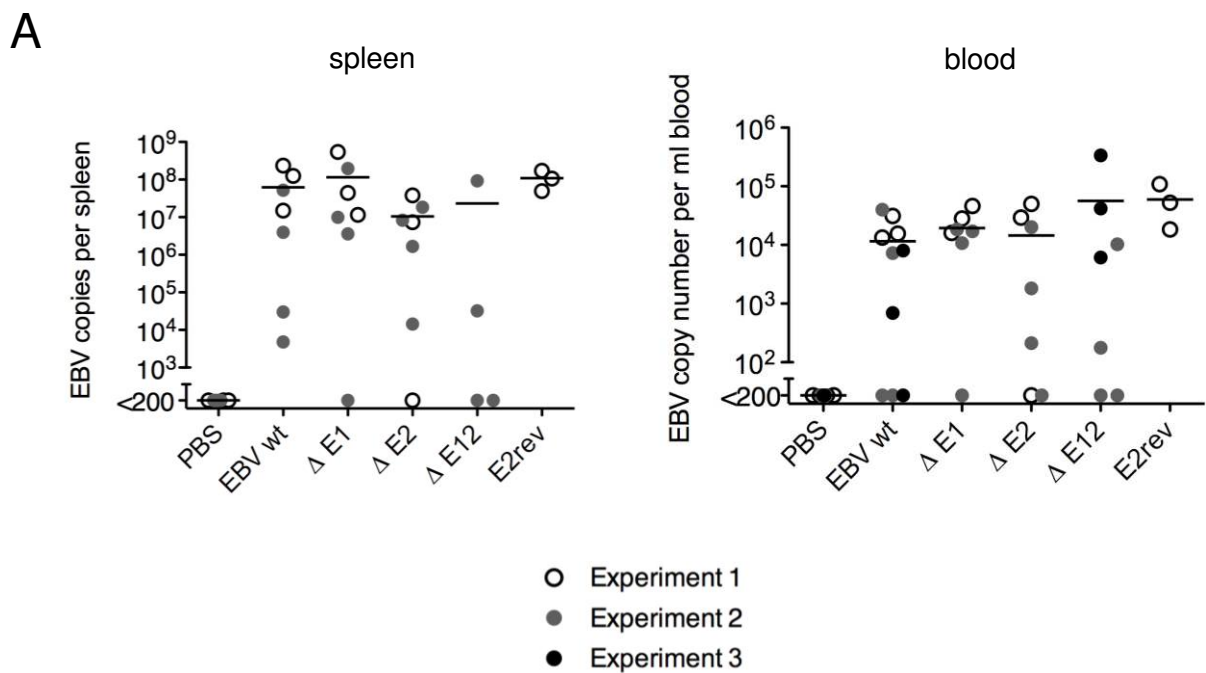 A
spleen
EBV copies per spleen
10⁹
10⁸
10⁷
10⁶
10⁵
10⁴
10³
<200
PBS
EBV wt
Δ E1
Δ E2
Δ E12
E2rev
blood
EBV copy number per ml blood
10⁶
10⁵
10⁴
10³
10²
<200
PBS
EBV wt
Δ E1
Δ E2
Δ E12
E2rev
Experiment 1
Experiment 2
Experiment 3